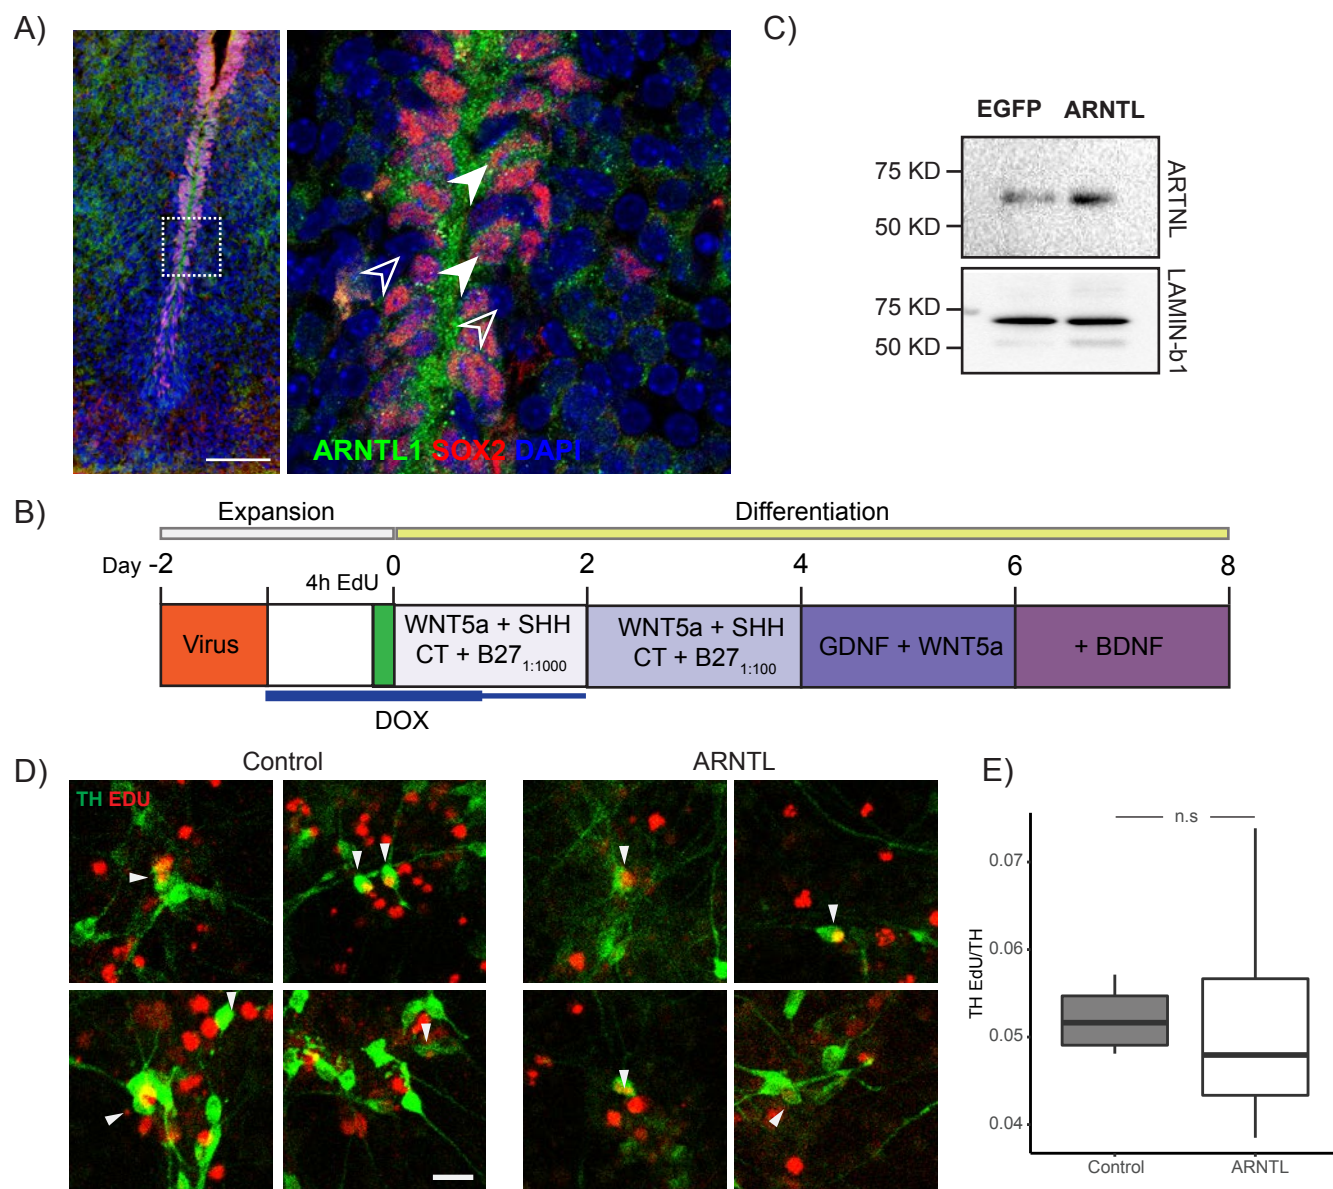 A)
ARNTL1 SOX2 DAPI
C)
EGFP ARNTL
75 KD
50 KD
ARTNL
75 KD
50 KD
LAMIN-b1
B)
Expansion Differentiation
Day -2 0 2 4 6 8
4h EdU
Virus
WNT5a + SHH
CT + B27 1:1000
WNT5a + SHH
CT + B27 1:100
GDNF + WNT5a
+ BDNF
DOX
D)
Control ARNTL
TH EDU
E)
n.s
TH EdU/TH
0.07
0.06
0.05
0.04
Control ARNTL